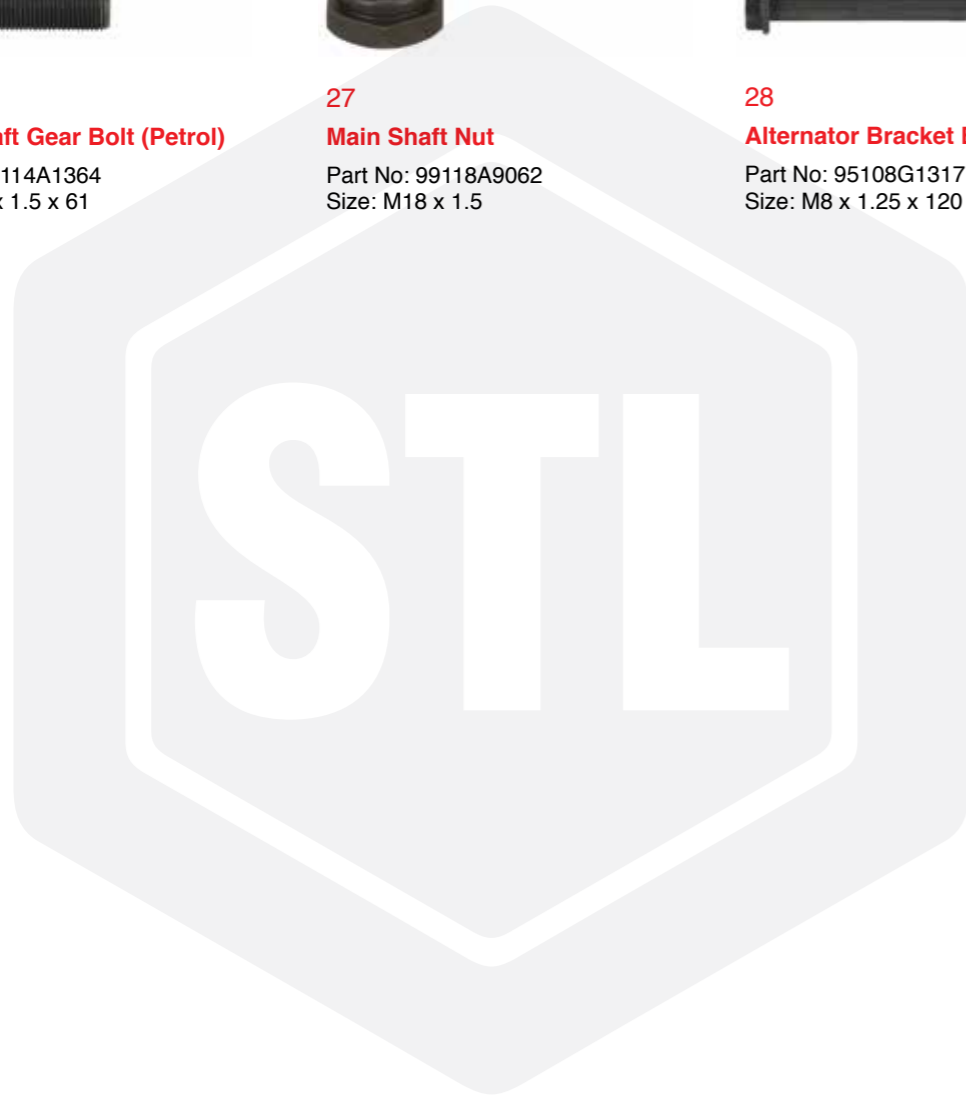 Gear Bolt (Petrol)
114A1364
x 1.5 x 61
27
Main Shaft Nut
Part No: 99118A9062
Size: M18 x 1.5
28
Alternator Bracket
Part No: 95108G1317
Size: M8 x 1.25 x 120
STL